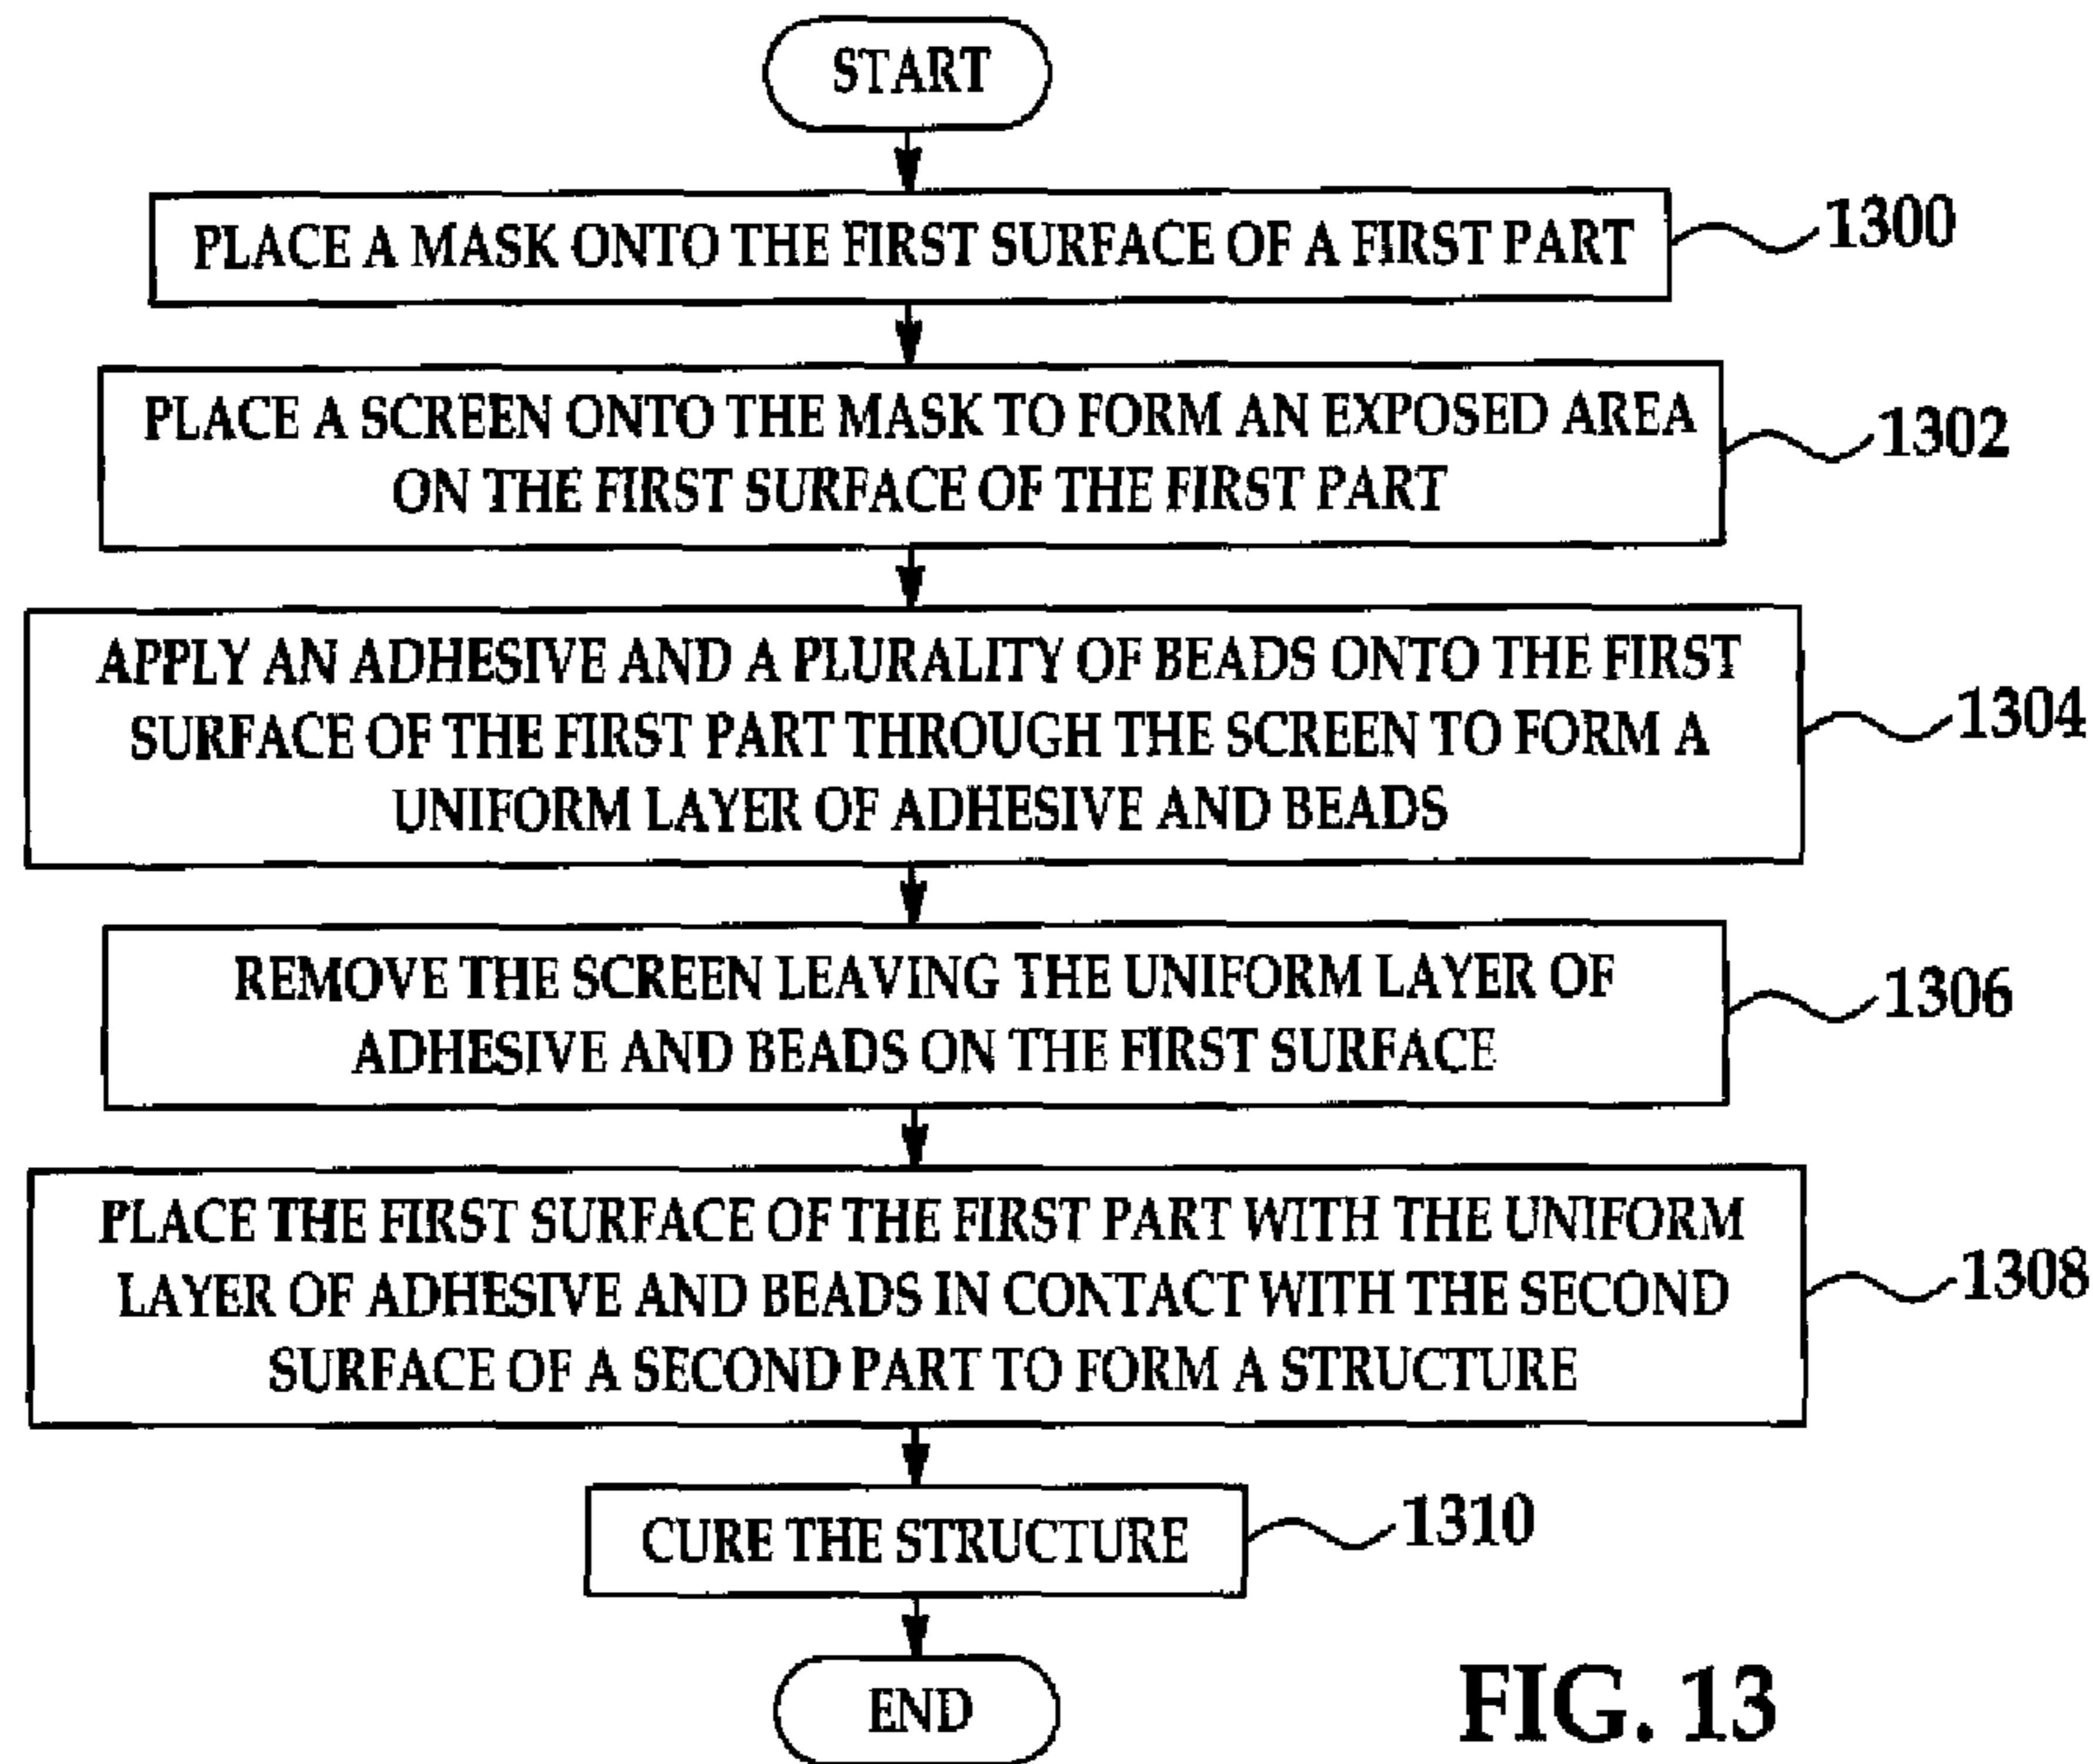 START
PLACE A MASK ONTO THE FIRST SURFACE OF A FIRST PART
1300
PLACE A SCREEN ONTO THE MASK TO FORM AN EXPOSED AREA
ON THE FIRST SURFACE OF THE FIRST PART
1302
APPLY AN ADHESIVE AND A PLURALITY OF BEADS ONTO THE FIRST
SURFACE OF THE FIRST PART THROUGH THE SCREEN TO FORM A
UNIFORM LAYER OF ADHESIVE AND BEADS
1304
REMOVE THE SCREEN LEAVING THE UNIFORM LAYER OF
ADHESIVE AND BEADS ON THE FIRST SURFACE
1306
PLACE THE FIRST SURFACE OF THE FIRST PART WITH THE UNIFORM
LAYER OF ADHESIVE AND BEADS IN CONTACT WITH THE SECOND
SURFACE OF A SECOND PART TO FORM A STRUCTURE
1308
CURE THE STRUCTURE
1310
END
FIG. 13